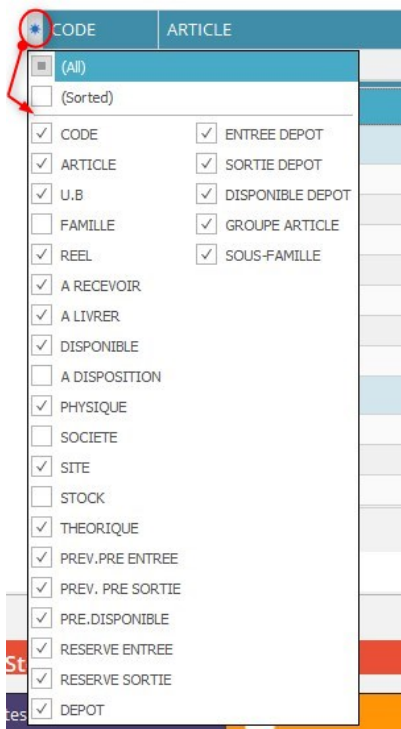 CODE ARTICLE
(All)
(Sorted)
CODE
ARTICLE
U.B
FAMILLE
REEL
A RECEVOIR
A LIVRER
DISPONIBLE
A DISPOSITION
PHYSIQUE
SOCIETE
SITE
STOCK
THEORIQUE
PREV.PRE ENTREE
PREV. PRE SORTIE
PRE.DISPONIBLE
RESERVE ENTREE
RESERVE SORTIE
DEPOT
ENTREE DEPOT
SORTIE DEPOT
DISPONIBLE DEPOT
GROUPE ARTICLE
SOUS-FAMILLE
St
tes